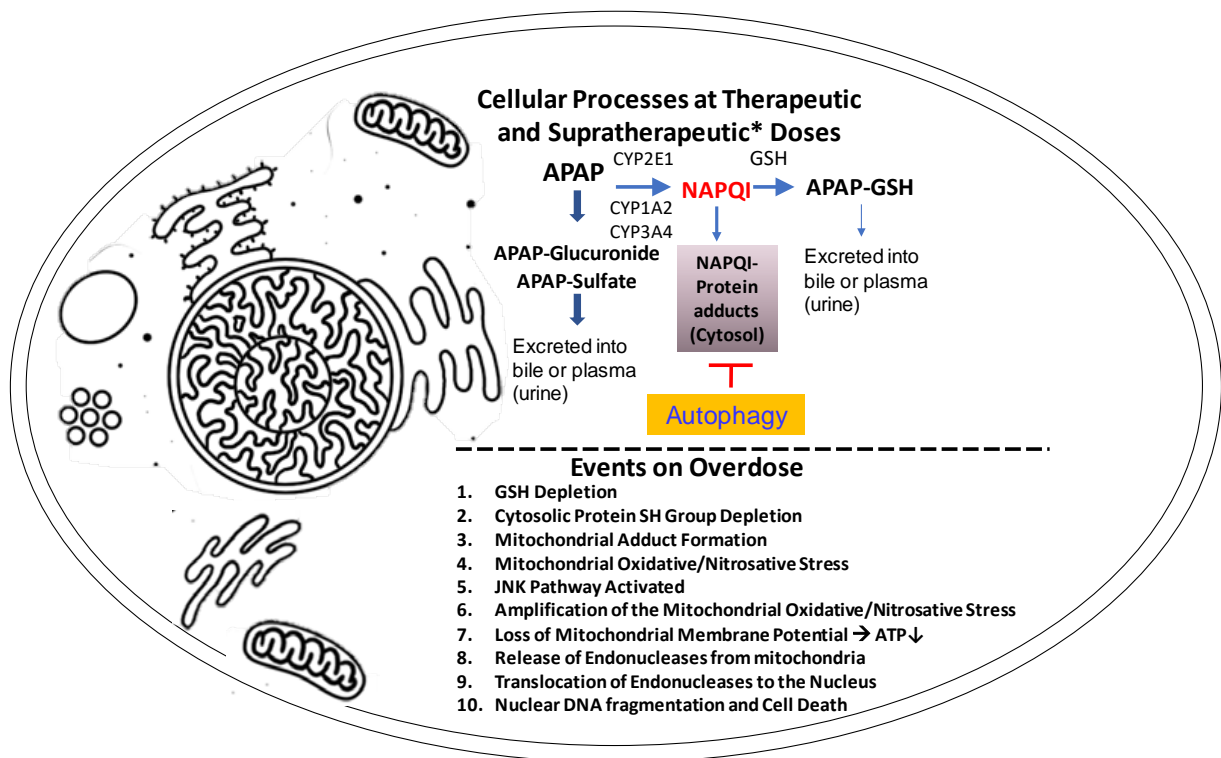 Cellular Processes at Therapeutic
and Supratherapeutic* Doses
APAP
CYP2E1
CYP1A2
CYP3A4
NAPQI
GSH
APAP-GSH
APAP-Glucuronide
APAP-Sulfate
Excreted into
bile or plasma
(urine)
NAPQI-
Protein
adducts
(Cytosol)
Excreted into
bile or plasma
(urine)
Autophagy
Events on Overdose
1. GSH Depletion
2. Cytosolic Protein SH Group Depletion
3. Mitochondrial Adduct Formation
4. Mitochondrial Oxidative/Nitrosative Stress
5. JNK Pathway Activated
6. Amplification of the Mitochondrial Oxidative/Nitrosative Stress
7. Loss of Mitochondrial Membrane Potential → ATP↓
8. Release of Endonucleases from mitochondria
9. Translocation of Endonucleases to the Nucleus
10. Nuclear DNA fragmentation and Cell Death